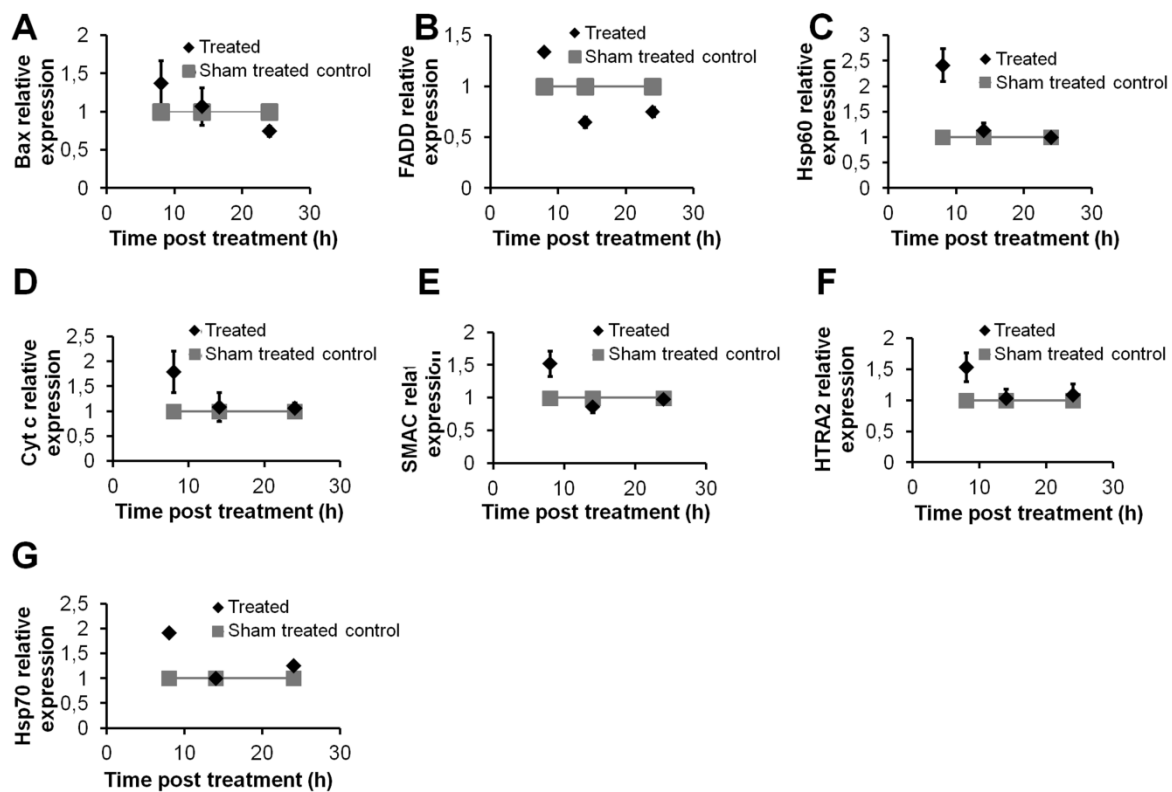 A
Bax relative
expression
2
1,5
1
0,5
0
0 10 20 30
Time post treatment (h)
Treated
Sham treated control
B
FADD relative
expression
1,5
1
0,5
0
0 10 20 30
Time post treatment (h)
Treated
Sham treated control
C
Hsp60 relative
expression
3
2,5
2
1,5
1
0,5
0
0 10 20 30
Time post treatment (h)
Treated
Sham treated control
D
Cyt c relative
expression
2,5
2
1,5
1
0,5
0
0 10 20 30
Time post treatment (h)
Treated
Sham treated control
E
SMAC
expression
2
1,5
1
0,5
0
0 10 20 30
Time post treatment (h)
Treated
Sham treated control
F
HTRA2 relative
expression
2
1,5
1
0,5
0
0 10 20 30
Time post treatment (h)
Treated
Sham treated control
G
Hsp70 relative
expression
2,5
2
1,5
1
0,5
0
0 10 20 30
Time post treatment (h)
Treated
Sham treated control